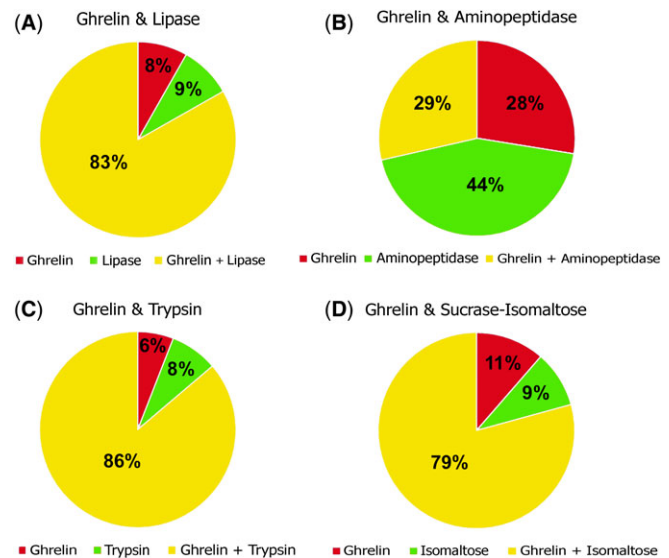 (A) Ghrelin & Lipase
8%
9%
83%
Ghrelin Lipase Ghrelin + Lipase
(B) Ghrelin & Aminopeptidase
29%
28%
44%
Ghrelin Aminopeptidase Ghrelin + Aminopeptidase
(C) Ghrelin & Trypsin
6%
8%
86%
Ghrelin Trypsin Ghrelin + Trypsin
(D) Ghrelin & Sucrase-Isomaltose
11%
9%
79%
Ghrelin Isomaltose Ghrelin + Isomaltose